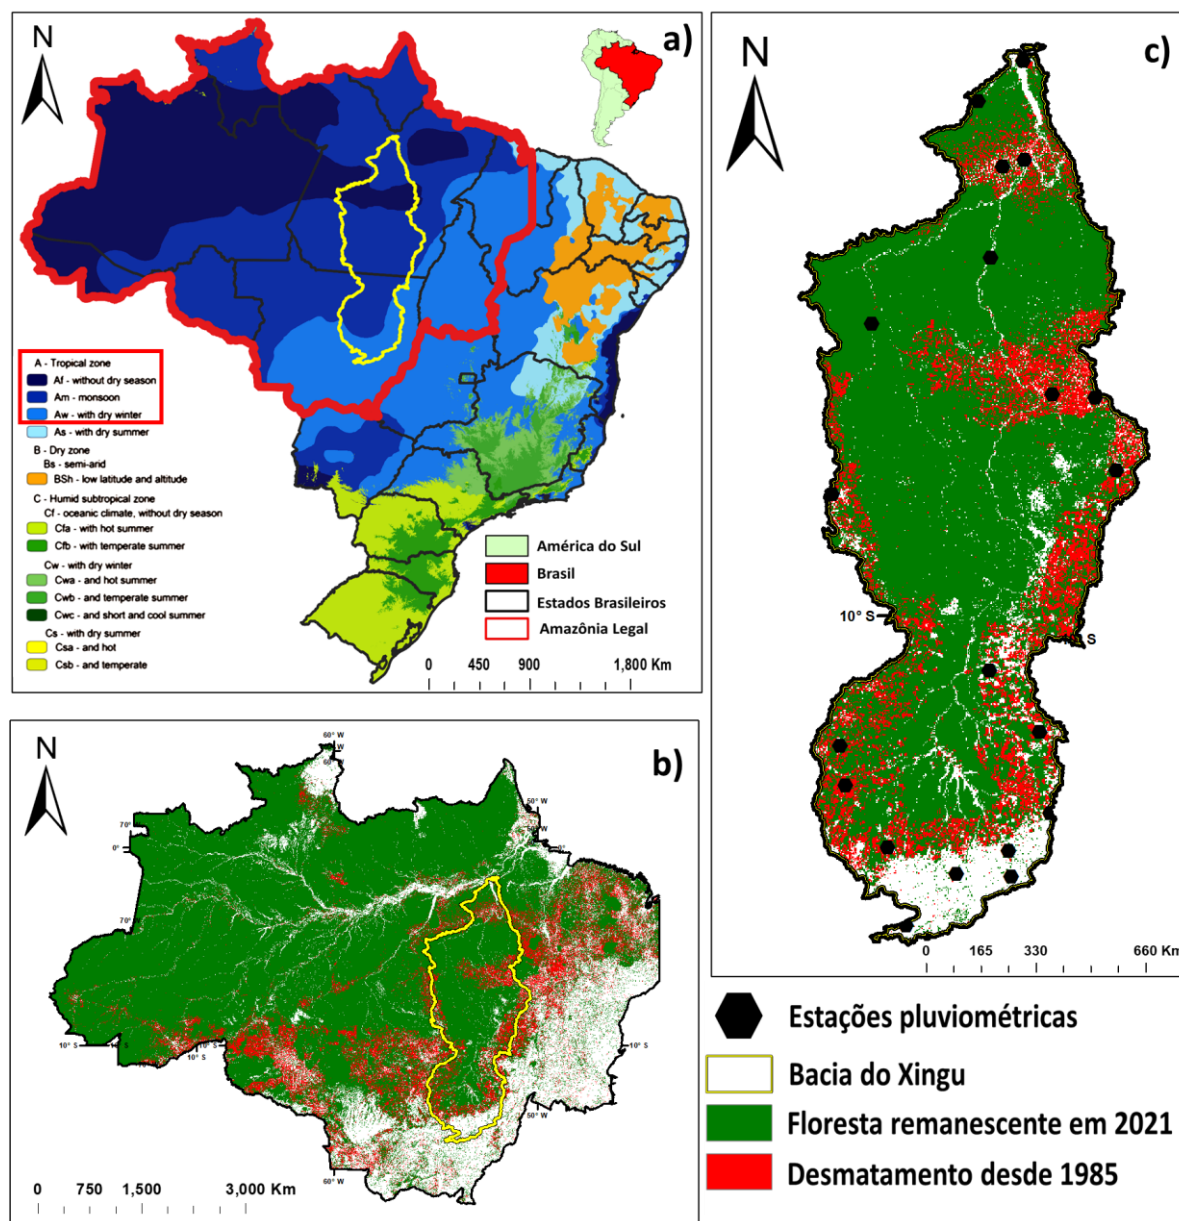 a)
N
A - Tropical zone
Af - without dry season
Am - monsoon
Aw - with dry winter
As - with dry summer
B - Dry zone
Bs - semi-arid
BSh - low latitude and altitude
C - Humid subtropical zone
Cf - oceanic climate, without dry season
Cfa - with hot summer
Cfb - with temperate summer
Cw - with dry winter
Cwa - and hot summer
Cwb - and temperate summer
Cwc - and short and cool summer
Cs - with dry summer
Csa - and hot
Csb - and temperate
América do Sul
Brasil
Estados Brasileiros
Amazônia Legal
0 450 900 1,800 Km
b)
N
60° W
50° W
70°
0°
0°
70°
10° S
10° S
10° S
10° S
50° W
60° W
0 750 1,500 3,000 Km
c)
N
10° S
S
0 165 330 660 Km
Estações pluviométricas
Bacia do Xingu
Floresta remanescente em 2021
Desmatamento desde 1985